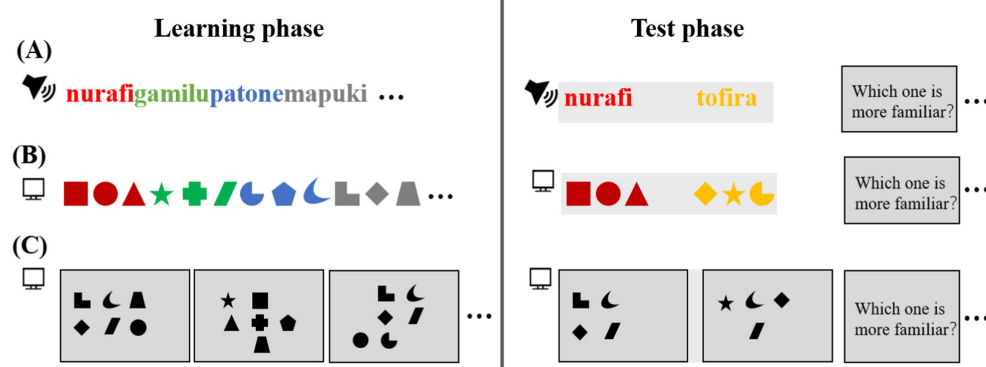 Learning phase
Test phase
(A)
nurafigamilupatonemapuki ...
nurafi tofira
Which one is
more familiar?
...
(B)
...
Which one is
more familiar?
...
(C)
...
Which one is
more familiar?
...